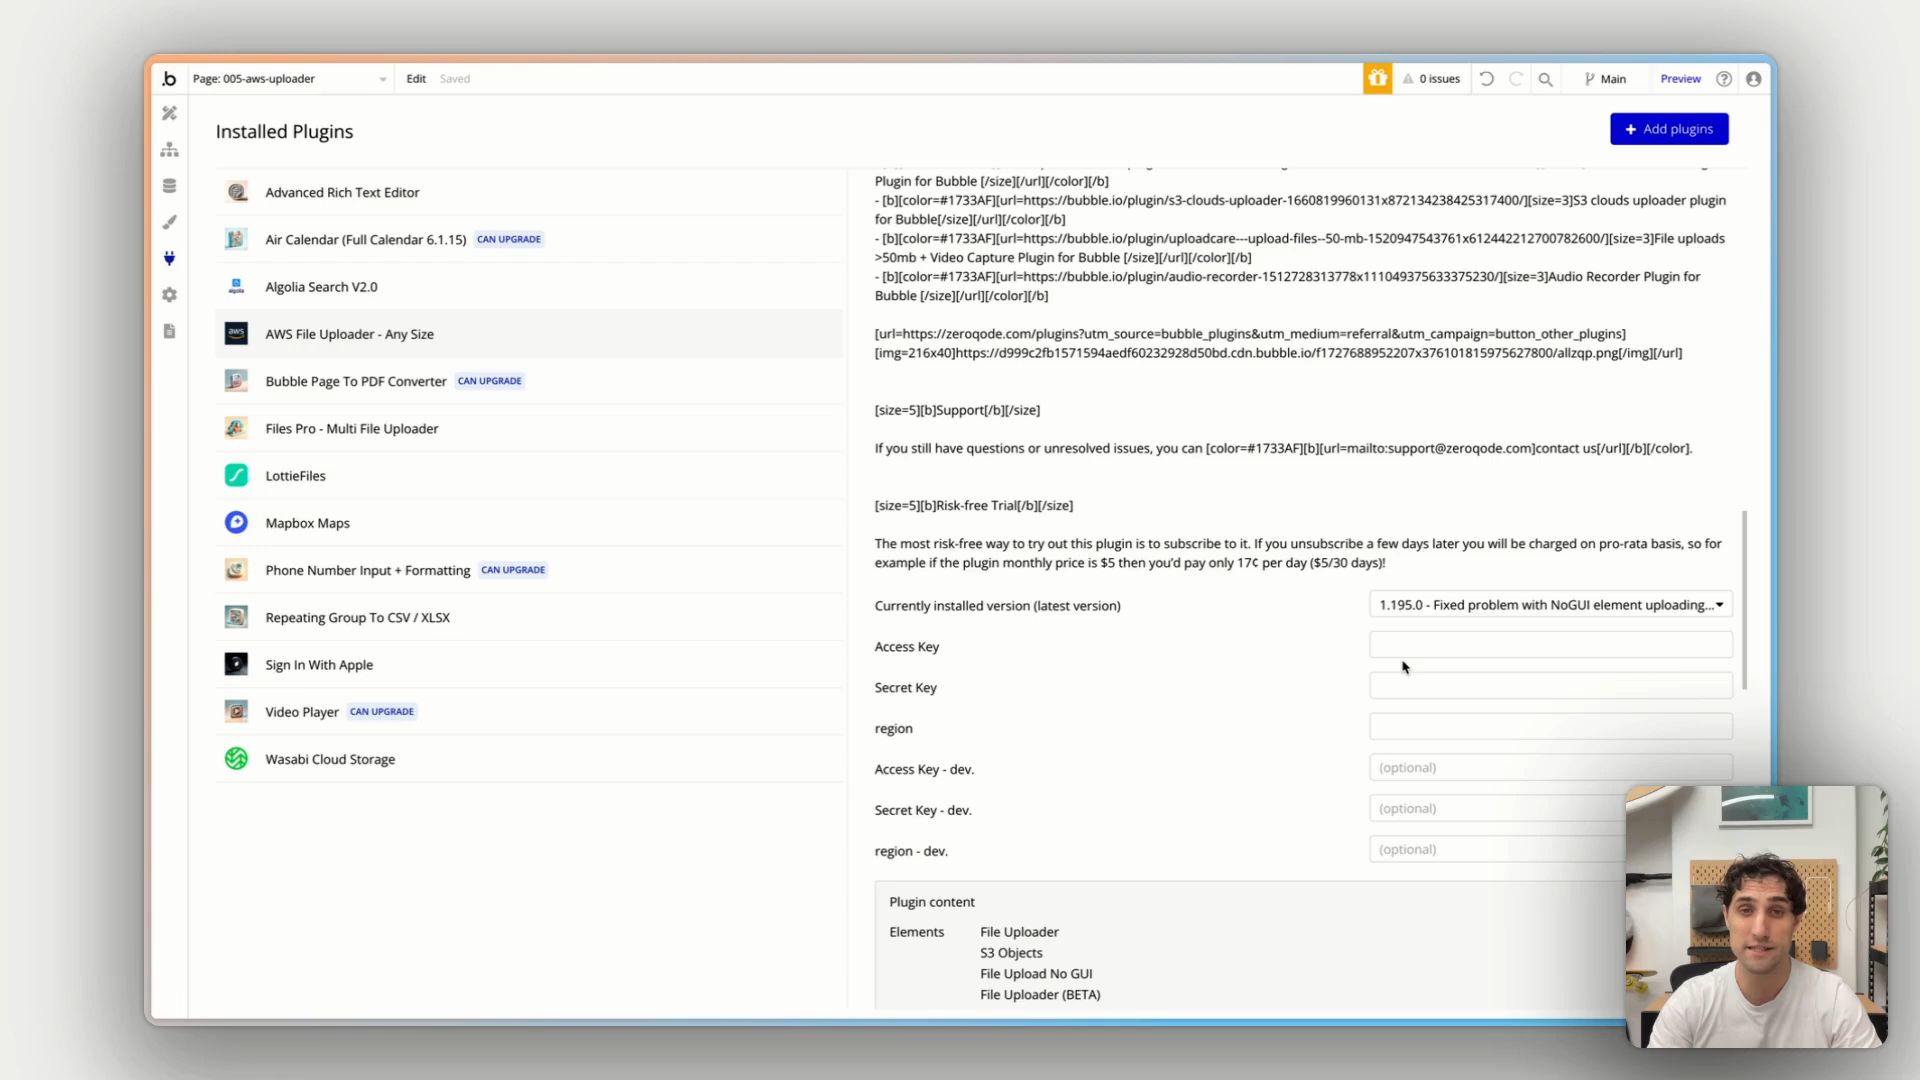 .b
Page: 005-aws-uploader
Edit
Saved
0 issues
Main
Preview
Installed Plugins
+ Add plugins
Advanced Rich Text Editor
Air Calendar (Full Calendar 6.1.15) CAN UPGRADE
Algolia Search V2.0
AWS File Uploader - Any Size
Bubble Page To PDF Converter CAN UPGRADE
Files Pro - Multi File Uploader
LottieFiles
Mapbox Maps
Phone Number Input + Formatting CAN UPGRADE
Repeating Group To CSV / XLSX
Sign In With Apple
Video Player CAN UPGRADE
Wasabi Cloud Storage
aws
algolia
Plugin for Bubble [/size][/url][/color][/b]
- [b][color=#1733AF][url=https://bubble.io/plugin/s3-clouds-uploader-1660819960131x872134238425317400/][size=3]S3 clouds uploader plugin
for Bubble[/size][/url][/color][/b]
- [b][color=#1733AF][url=https://bubble.io/plugin/uploadcare---upload-files--50-mb-1520947543761x612442212700782600/][size=3]File uploads
>50mb + Video Capture Plugin for Bubble [/size][/url][/color][/b]
- [b][color=#1733AF][url=https://bubble.io/plugin/audio-recorder-1512728313778x111049375633375230/][size=3]Audio Recorder Plugin for
Bubble [/size][/url][/color][/b]
[url=https://zeroqode.com/plugins?utm_source=bubble_plugins&utm_medium=referral&utm_campaign=button_other_plugins]
[img=216x40]https://d999c2fb1571594aedf60232928d50bd.cdn.bubble.io/f1727688952207x376101815975627800/allzqp.png[/img][/url]
[size=5][b]Support[/b][/size]
If you still have questions or unresolved issues, you can [color=#1733AF][b][url=mailto:support@zeroqode.com]contact us[/url][/b][/color].
[size=5][b]Risk-free Trial[/b][/size]
The most risk-free way to try out this plugin is to subscribe to it. If you unsubscribe a few days later you will be charged on pro-rata basis, so for
example if the plugin monthly price is $5 then you'd pay only 17¢ per day ($5/30 days)!
Currently installed version (latest version)
1.195.0 - Fixed problem with NoGUI element uploading...
Access Key
Secret Key
region
Access Key - dev.
(optional)
Secret Key - dev.
(optional)
region - dev.
(optional)
Plugin content
Elements
File Uploader
S3 Objects
File Upload No GUI
File Uploader (BETA)